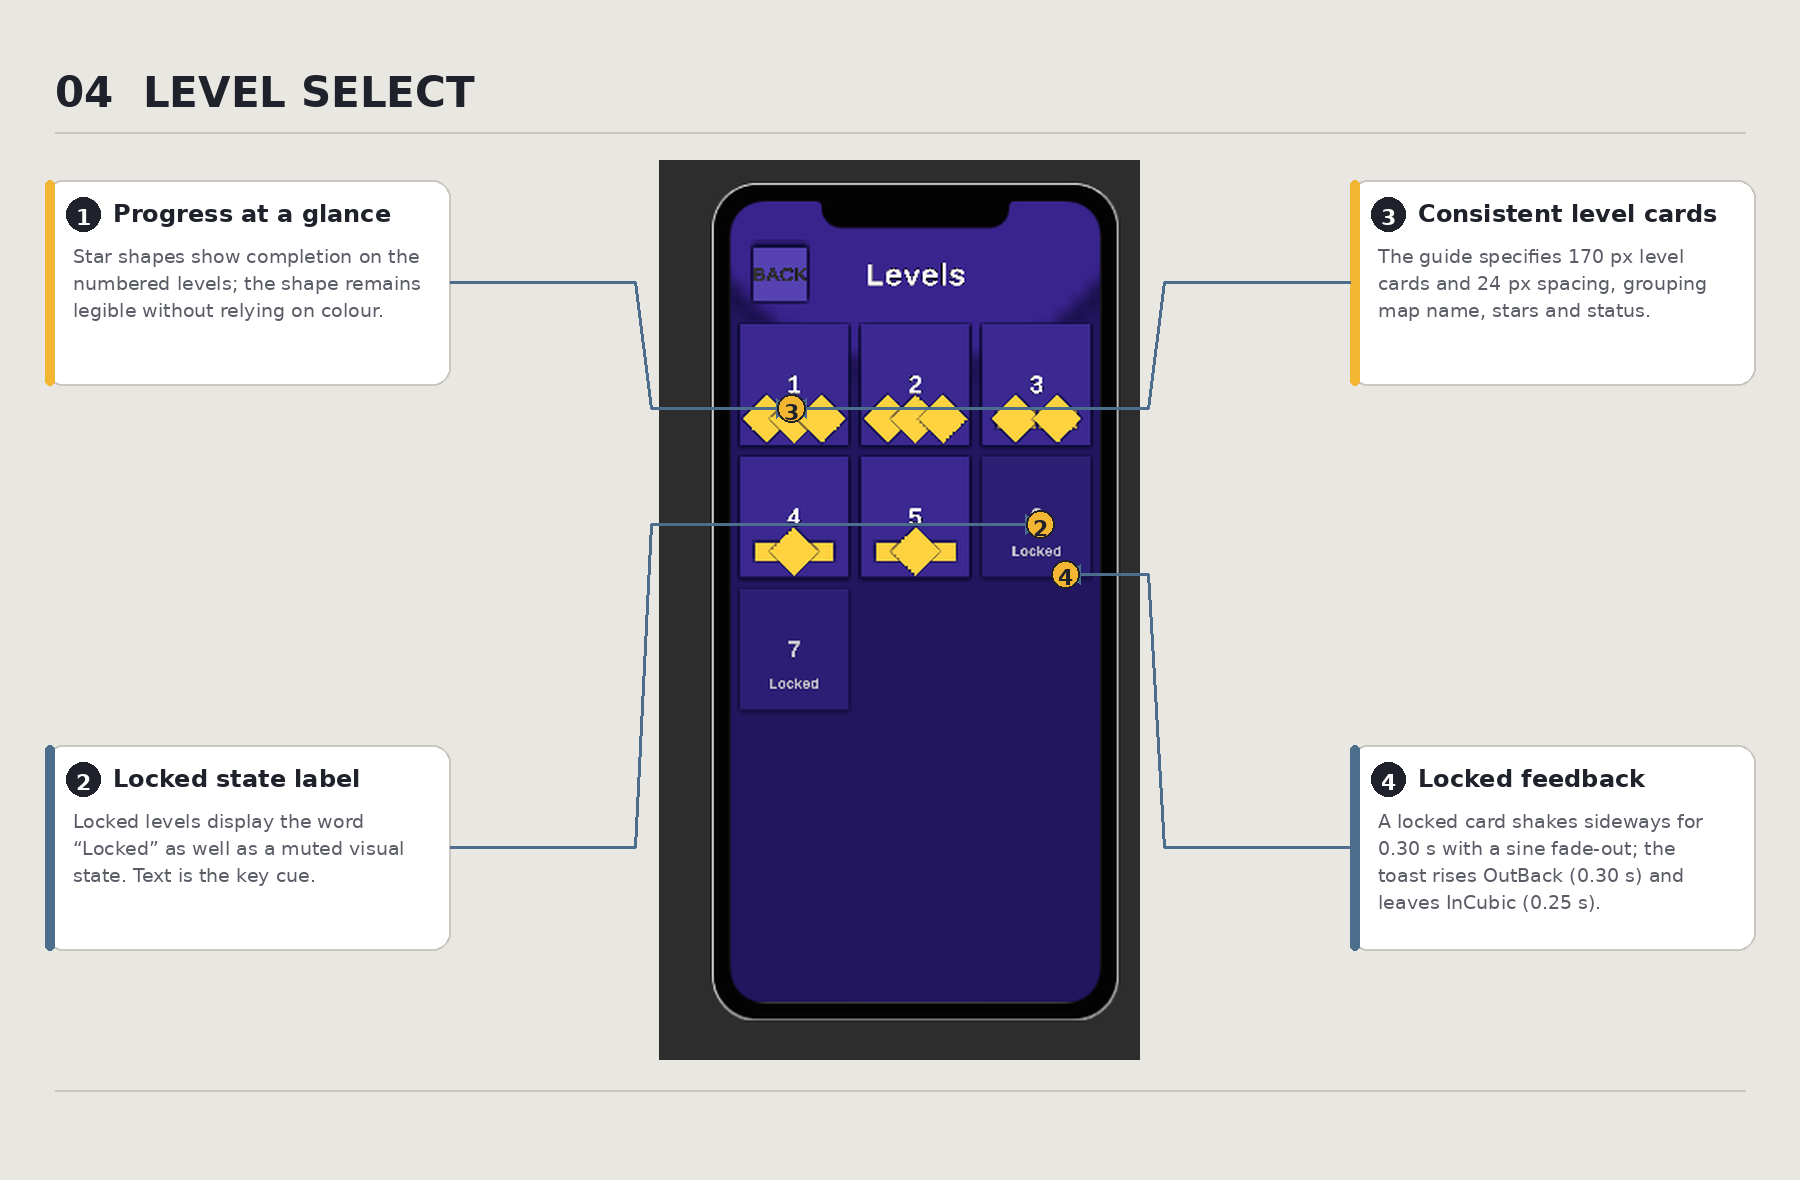 04 LEVEL SELECT
1 Progress at a glance
Star shapes show completion on the
numbered levels; the shape remains
legible without relying on colour.
2 Locked state label
Locked levels display the word
“Locked” as well as a muted visual
state. Text is the key cue.
BACK
Levels
1 2 3
3
4 5
2
Locked
4
7
Locked
3 Consistent level cards
The guide specifies 170 px level
cards and 24 px spacing, grouping
map name, stars and status.
4 Locked feedback
A locked card shakes sideways for
0.30 s with a sine fade-out; the
toast rises OutBack (0.30 s) and
leaves InCubic (0.25 s).